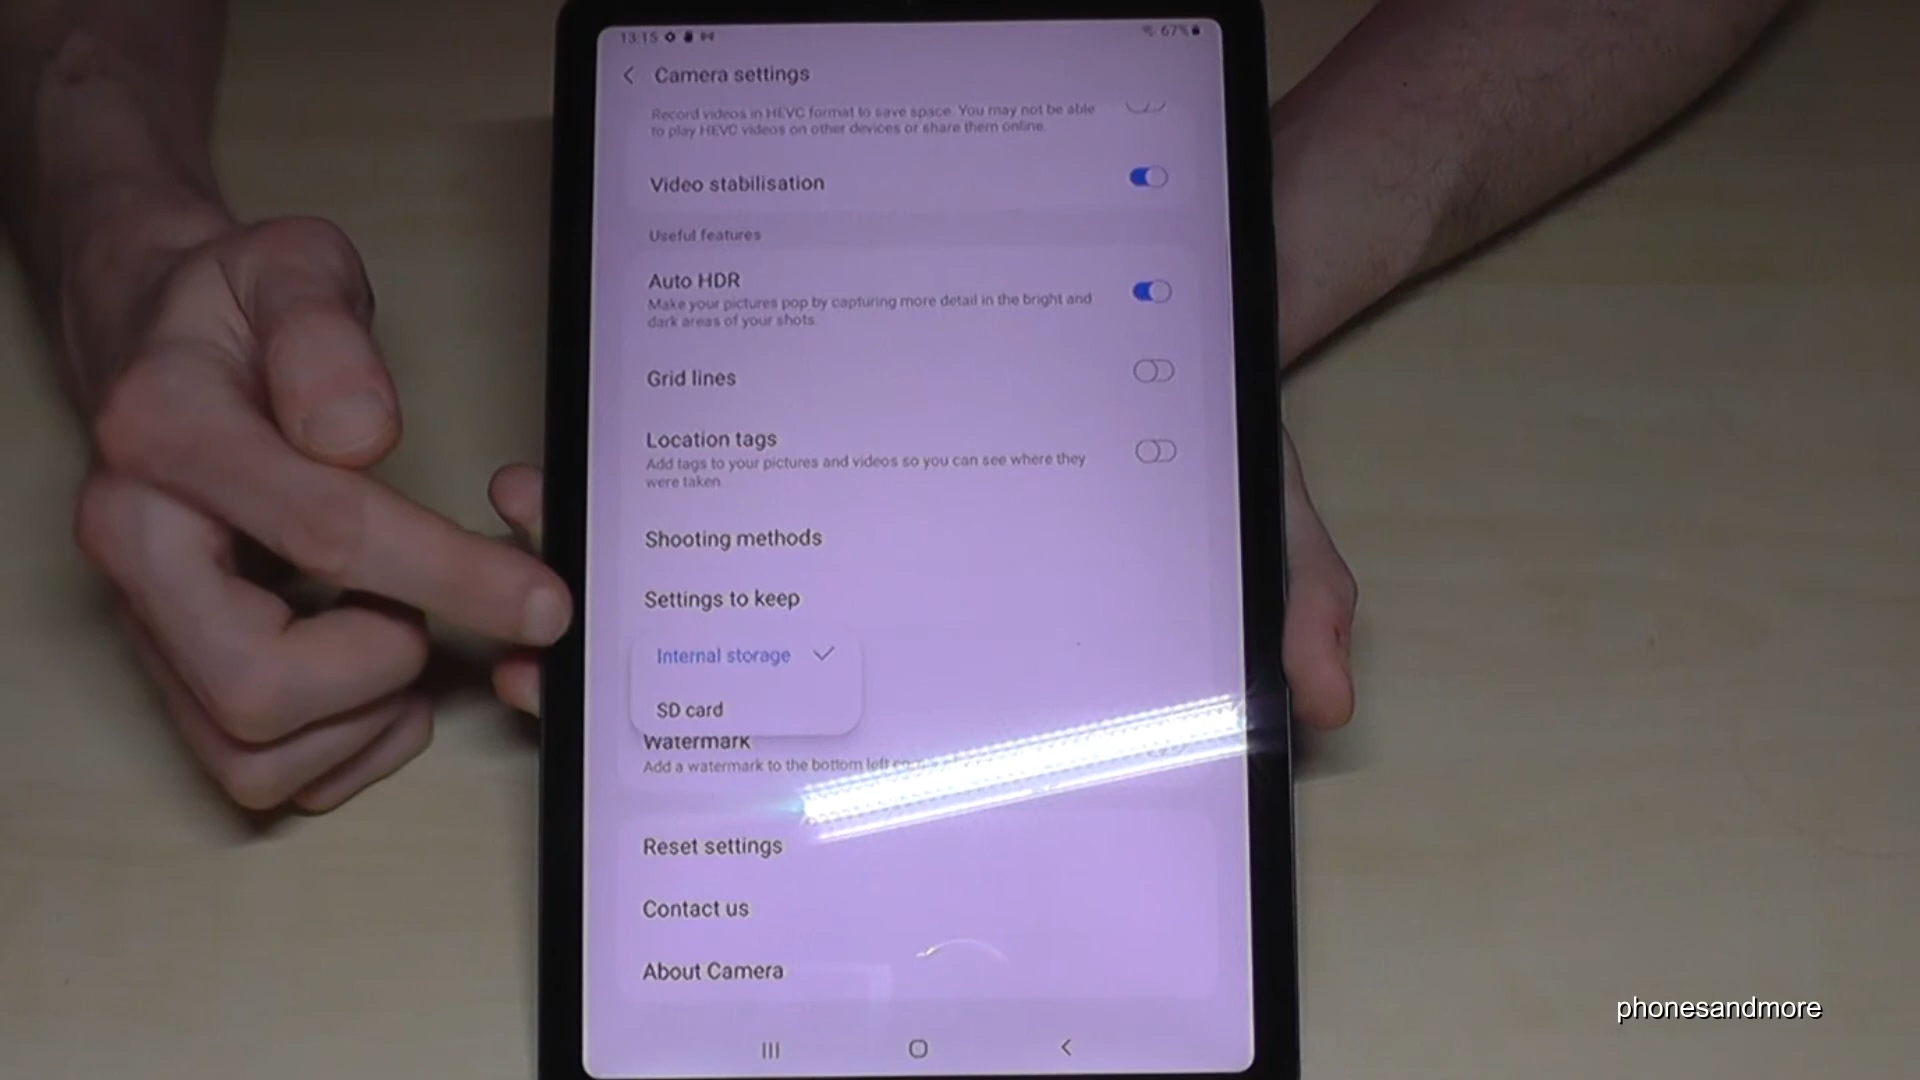 13:15
67%
Camera settings
Record videos in HEVC format to save space. You may not be able
to play HEVC videos on other devices or share them online.
Video stabilisation
Useful features
Auto HDR
Make your pictures pop by capturing more detail in the bright and
dark areas of your shots.
Grid lines
Location tags
Add tags to your pictures and videos so you can see where they
were taken.
Shooting methods
Settings to keep
Internal storage
SD card
Watermark
Add a watermark to the bottom left
Reset settings
Contact us
About Camera
phonesandmore